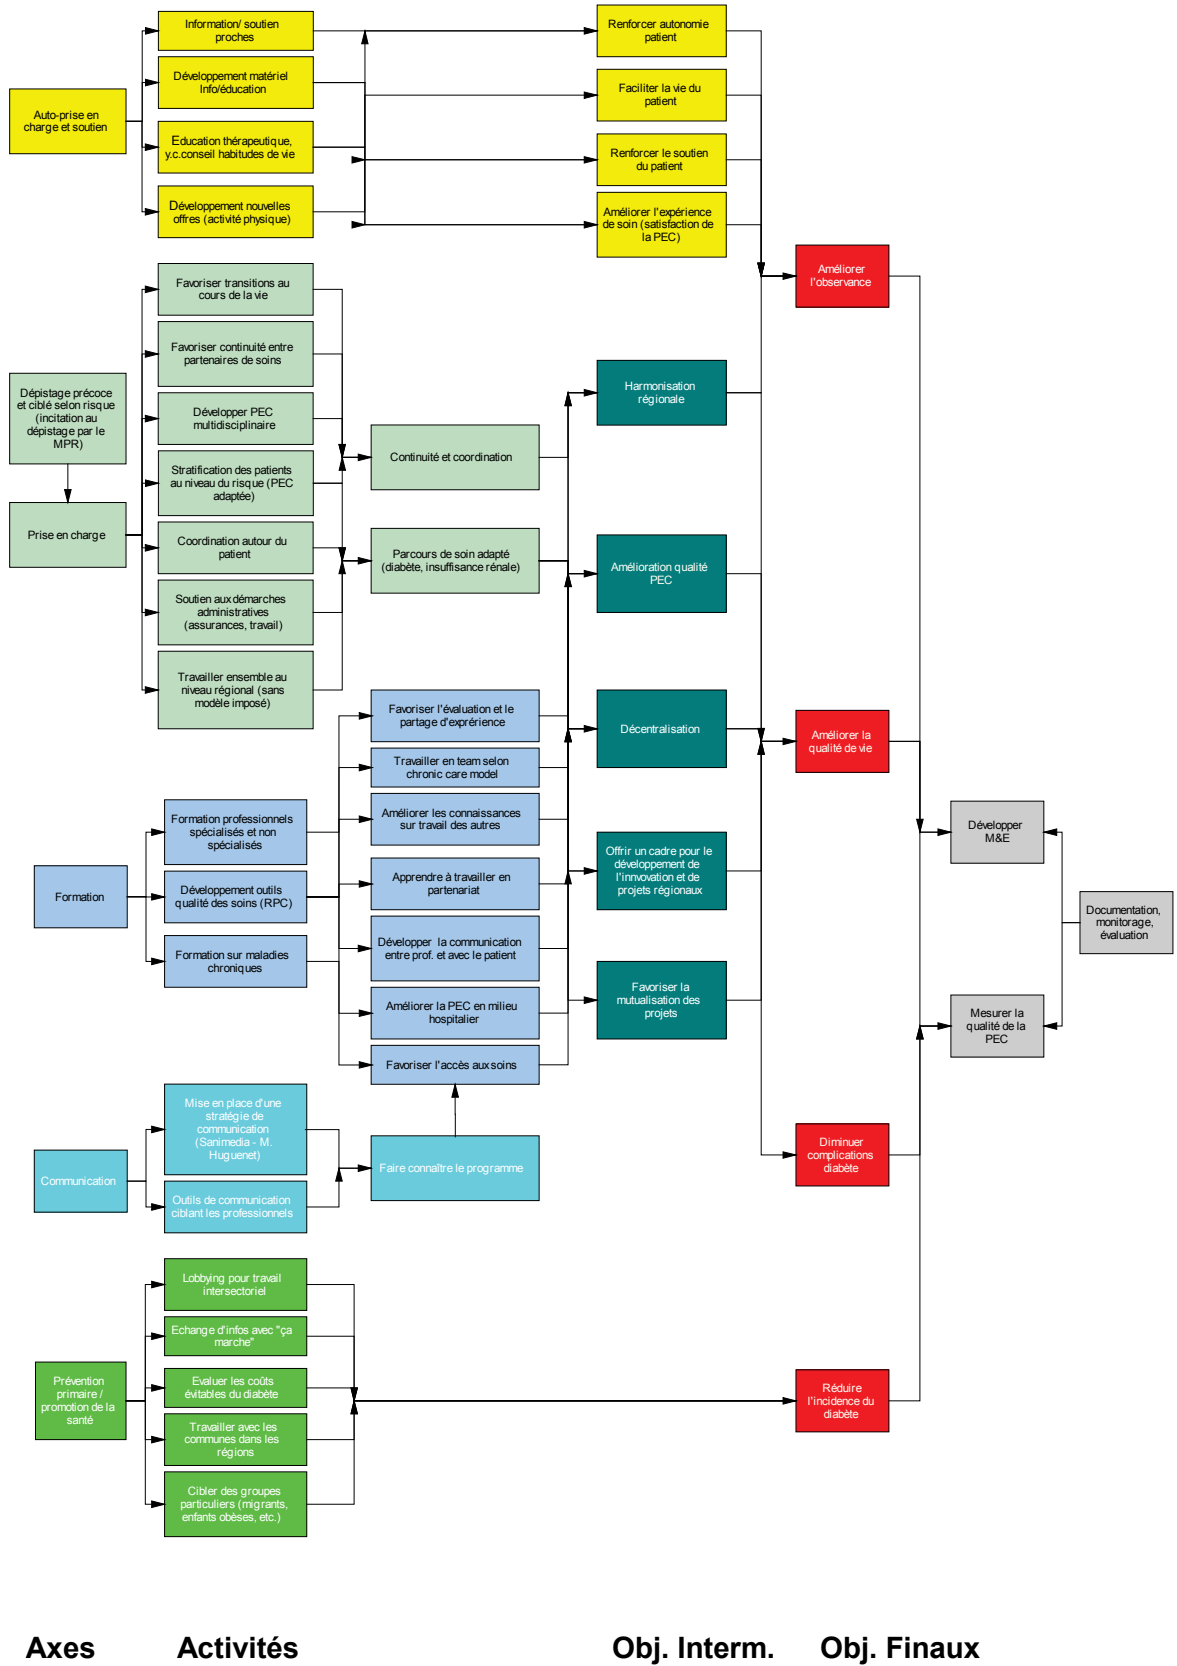 Information/ soutien
proches
Développement matériel
Info/éducation
Auto-prise en
charge et soutien
Education thérapeutique,
y.c.conseil habitudes de vie
Développement nouvelles
offres (activité physique)
Renforcer autonomie
patient
Faciliter la vie du
patient
Renforcer le soutien
du patient
Améliorer l'expérience
de soin (satisfaction de
la PEC)
Améliorer
l'observance
Favoriser transitions au
cours de la vie
Favoriser continuité entre
partenaires de soins
Dépistage précoce
et ciblé selon risque
(incitation au
dépistage par le
MPR)
Développer PEC
multidisciplinaire
Stratification des patients
au niveau du risque (PEC
adaptée)
Prise en charge
Coordination autour du
patient
Soutien aux démarches
administratives
(assurances, travail)
Travailler ensemble au
niveau régional (sans
modèle imposé)
Continuité et coordination
Parcours de soin adapté
(diabète, insuffisance rénale)
Harmonisation
régionale
Amélioration qualité
PEC
Décentralisation
Offrir un cadre pour le
développement de
l'innvovation et de
projets régionaux
Favoriser la
mutualisation des
projets
Favoriser l'évaluation et le
partage d'exprérience
Travailler en team selon
chronic care model
Améliorer les connaissances
sur travail des autres
Apprendre à travailler en
partenariat
Développer  la communication
entre prof. et avec le patient
Améliorer la PEC en milieu
hospitalier
Favoriser l'accès aux soins
Formation professionnels
spécialisés et non
spécialisés
Formation
Développement outils
qualité des soins (RPC)
Formation sur maladies
chroniques
Améliorer la
qualité de vie
Développer
M&E
Documentation,
monitorage,
évaluation
Mesurer la
qualité de la
PEC
Mise en place d'une
stratégie de
communication
(Sanimedia - M.
Huguenet)
Communication
Outils de communication
ciblant les professionnels
Faire connaître le programme
Diminuer
complications
diabète
Lobbying pour travail
intersectoriel
Echange d'infos avec "ça
marche"
Prévention
primaire /
promotion de la
santé
Evaluer les coûts
évitables du diabète
Travailler avec les
communes dans les
régions
Cibler des groupes
particuliers (migrants,
enfants obèses, etc.)
Réduire
l'incidence du
diabète
Axes
Activités
Obj. Interm.
Obj. Finaux